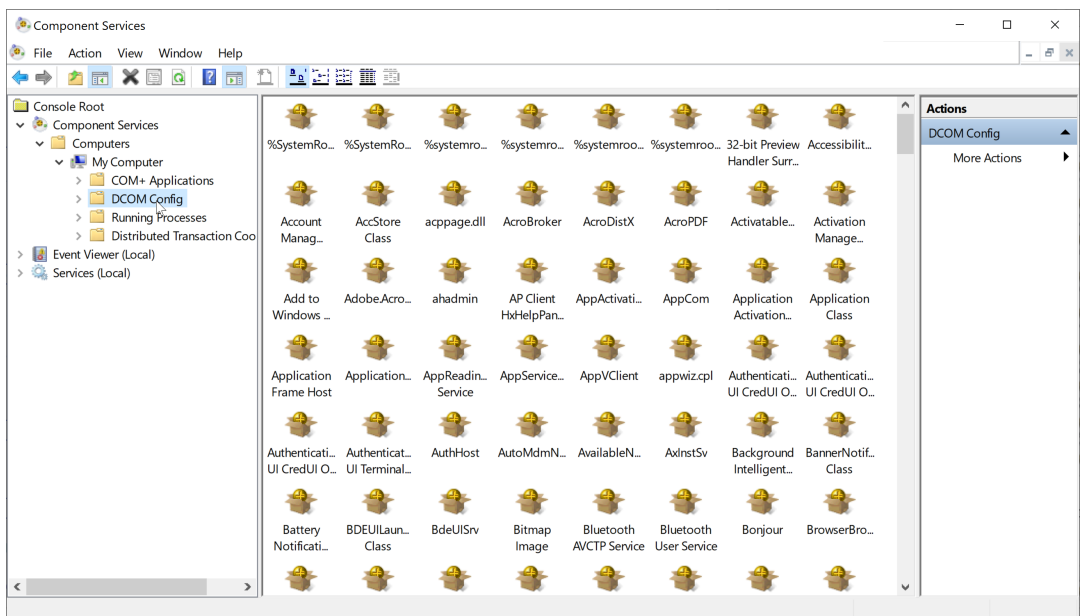 Component Services
File Action View Window Help
Console Root
Component Services
Computers
My Computer
COM+ Applications
DCOM Config
Running Processes
Distributed Transaction Coo
Event Viewer (Local)
Services (Local)
%SystemRo... %SystemRo... %systemro... %systemro... %systemroo... %systemroo... 32-bit Preview Accessibilit...
Handler Surr...
Account AccStore acppage.dll AcroBroker AcroDistX AcroPDF Activatable... Activation
Manag... Class Manage...
Add to Adobe.Acro... ahadmin AP Client AppActivati... AppCom Application Application
Windows ... HxHelpPan... Activation... Class
Application Application... AppReadin... AppService... AppVClient appwiz.cpl Authenticati... Authenticati...
Frame Host Service UI CredUI O... UI CredUI O...
Authenticati... Authenticat... AuthHost AutoMdmN... AvailableN... AxInstSv Background BannerNotif...
UI CredUI O... UI Terminal... Intelligent... Class
Battery BDEUILaun... BdeUISrv Bitmap Bluetooth Bluetooth Bonjour BrowserBro...
Notificati... Class Image AVCTP Service User Service
Actions
DCOM Config
More Actions